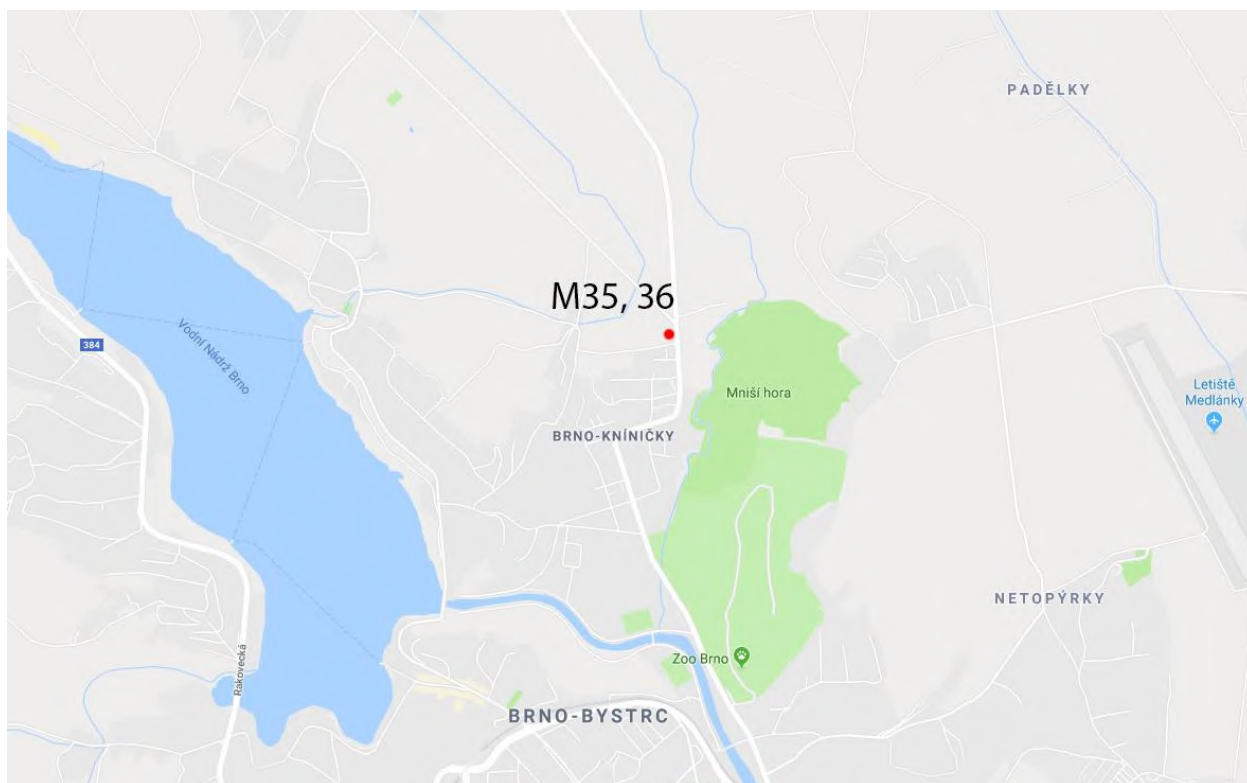 PADĚLKY
M35, 36
384
Vodní Nádrž Brno
Mniší hora
Letiště
Medlánky
BRNO-KNÍNIČKY
NETOPÝRKY
Rakovecká
Zoo Brno
BRNO-BYSTRC